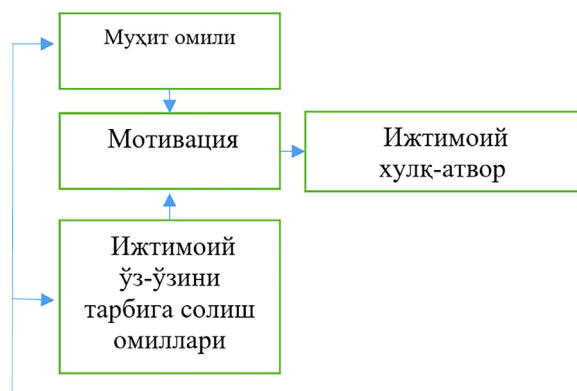 Муҳит омили
Мотивация
Ижтимоий
хулқ-атвор
Ижтимоий
ўз-ўзини
тарбига солиш
омиллари